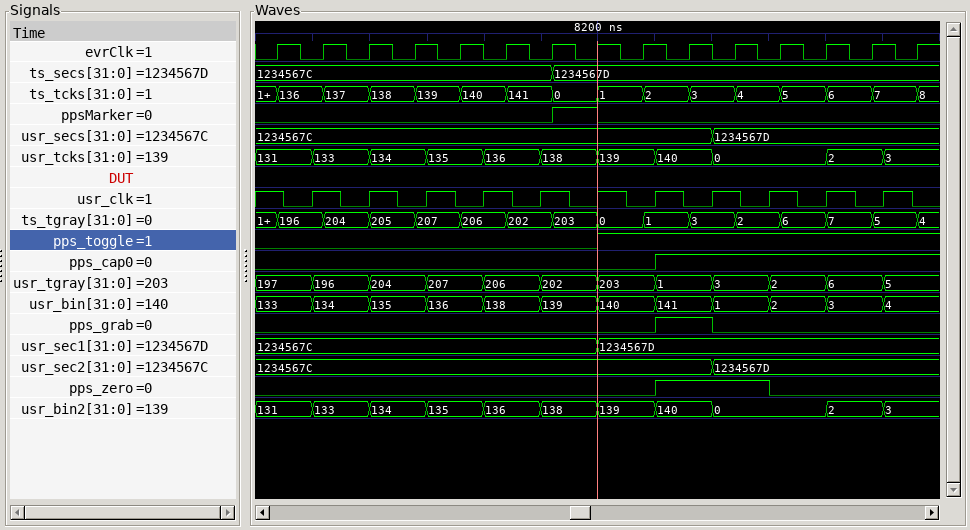 Signals
Time
evrClk=1
ts_secs[31:0]=1234567D
ts_tcks[31:0]=1
ppsMarker=0
usr_secs[31:0]=1234567C
usr_tcks[31:0]=139
DUT
usr_clk=1
ts_tgray[31:0]=0
pps_toggle=1
pps_cap0=0
usr_tgray[31:0]=203
usr_bin[31:0]=140
pps_grab=0
usr_sec1[31:0]=1234567D
usr_sec2[31:0]=1234567C
pps_zero=0
usr_bin2[31:0]=139
Waves
8200 ns
1234567C 1234567D
1+ 136 137 138 139 140 141 0 1 2 3 4 5 6 7 8
1234567C 1234567D
131 133 134 135 136 138 139 140 0 2 3
1+ 196 204 205 207 206 202 203 0 1 3 2 6 7 5 4
197 196 204 207 206 202 203 1 3 2 6 5
133 134 135 136 138 139 140 141 1 2 3 4
1234567C 1234567D
1234567C 1234567D
131 133 134 135 136 138 139 140 0 2 3